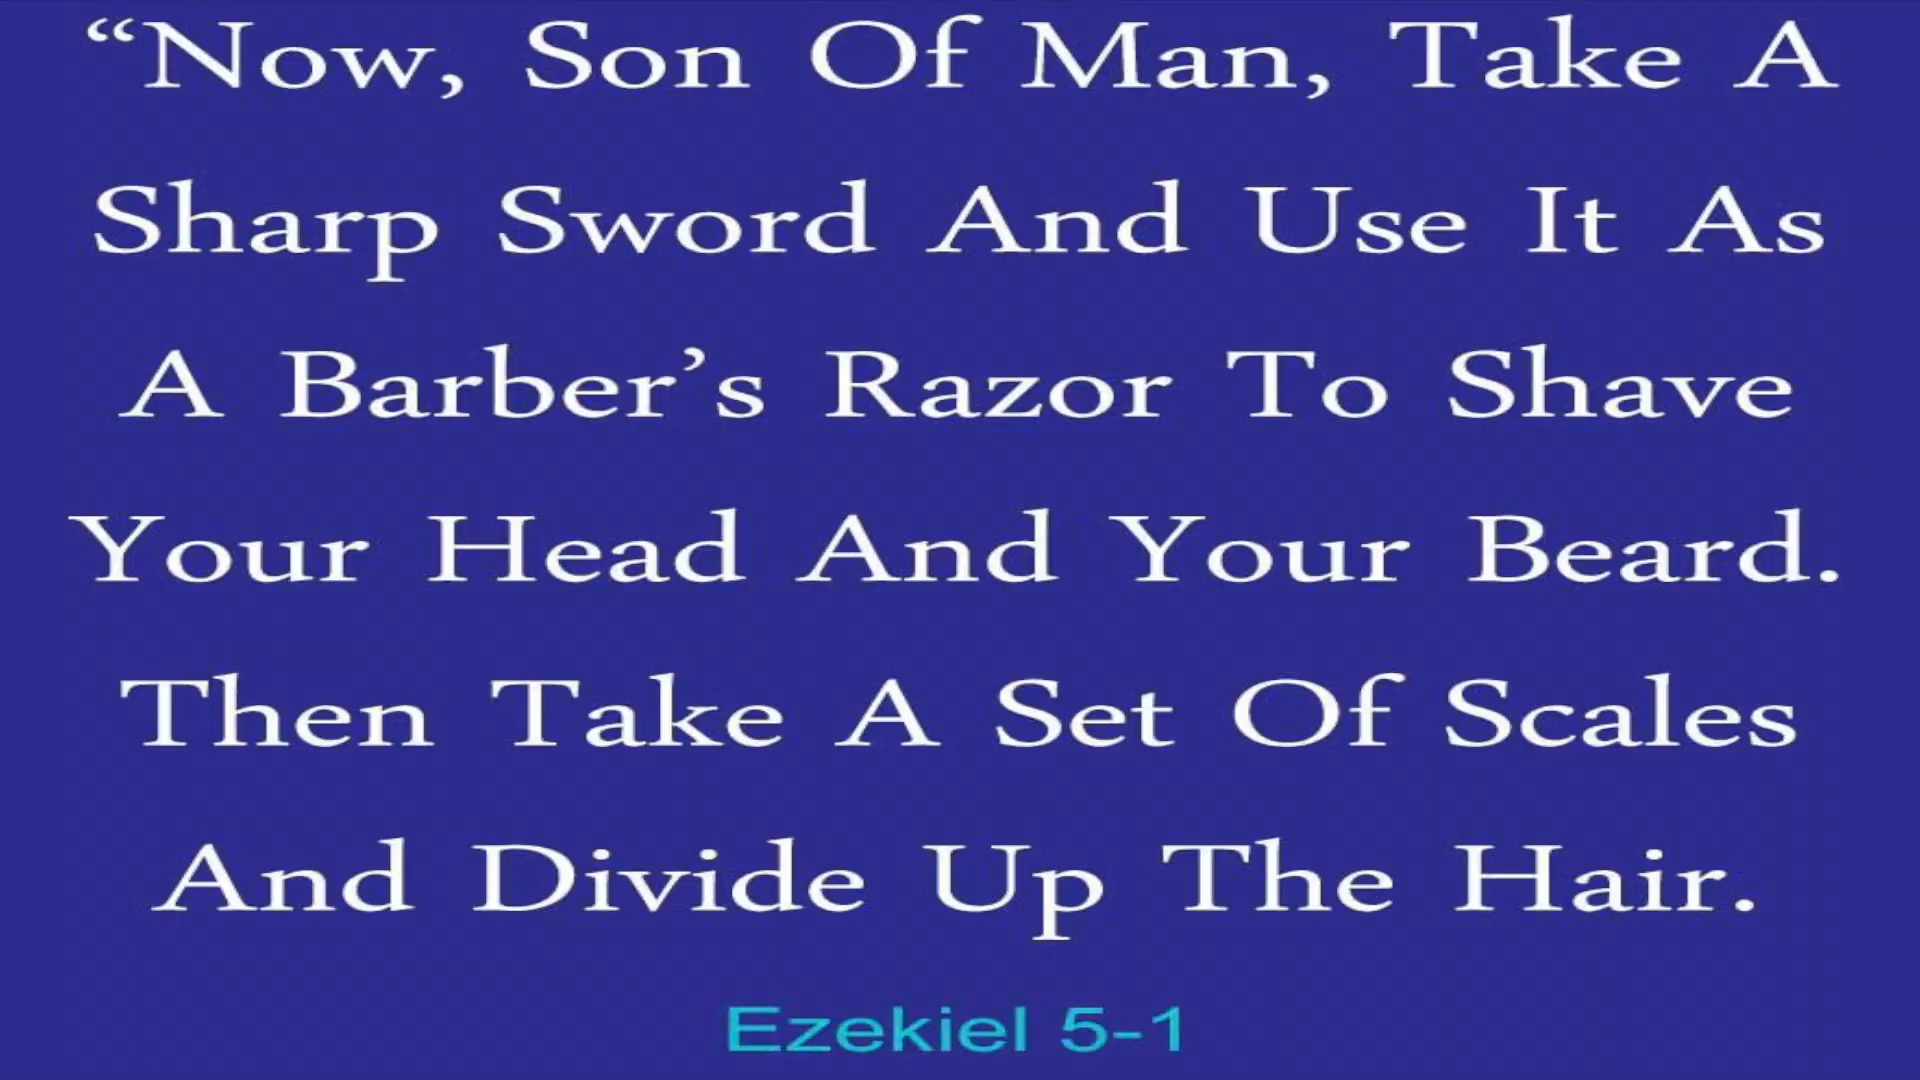 “Now, Son Of Man, Take A
Sharp Sword And Use It As
A Barber’s Razor To Shave
Your Head And Your Beard.
Then Take A Set Of Scales
And Divide Up The Hair.
Ezekiel 5-1